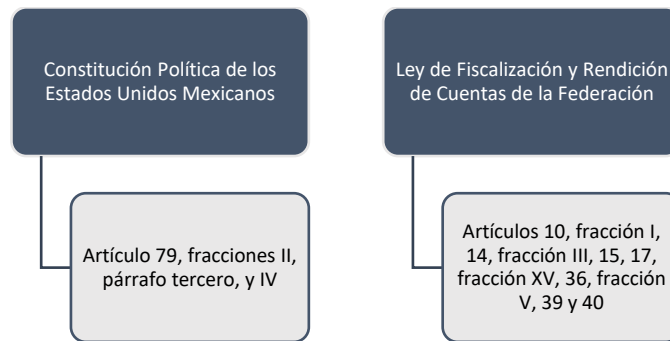 Constitución Política de los
Estados Unidos Mexicanos
Artículo 79, fracciones II,
párrafo tercero, y IV
Ley de Fiscalización y Rendición
de Cuentas de la Federación
Artículos 10, fracción I,
14, fracción III, 15, 17,
fracción XV, 36, fracción
V, 39 y 40